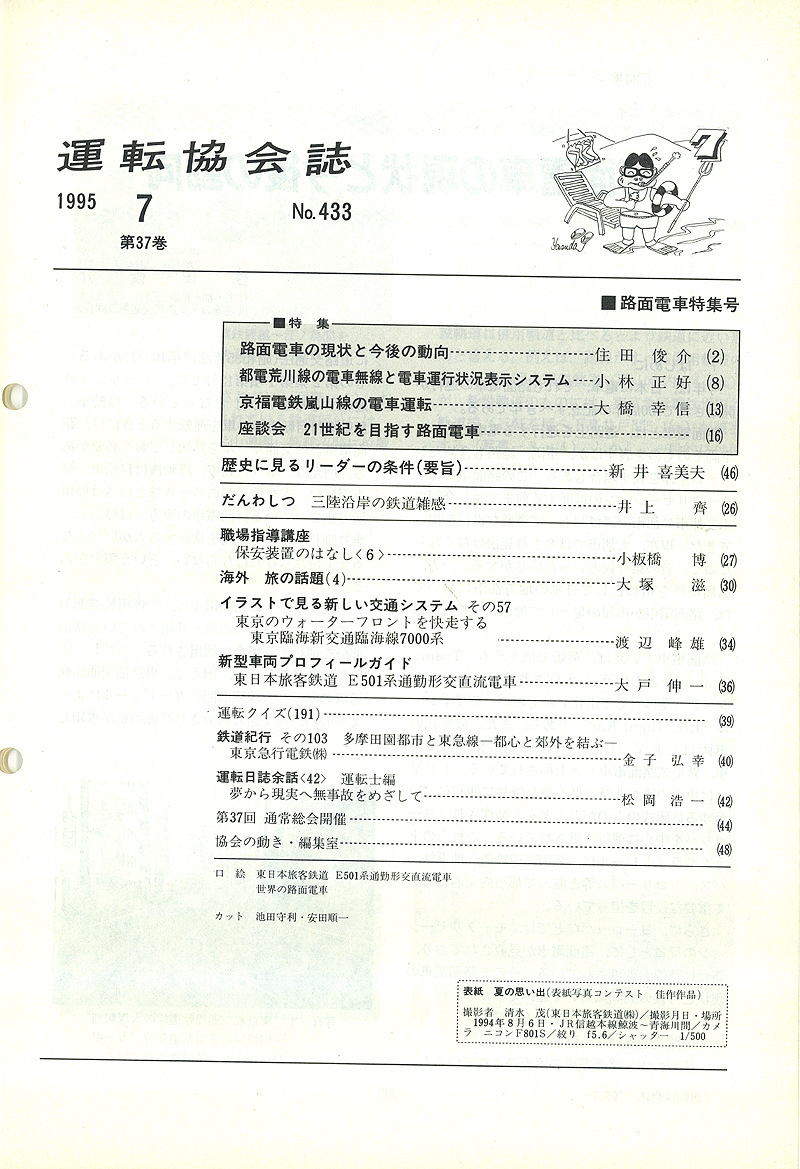 運転協会誌
7
1995 7 No.433
第37巻
Yasuda
■路面電車特集号
■特集
路面電車の現状と今後の動向 住田俊介 (2)
都電荒川線の電車無線と電車運行状況表示システム 小林正好 (8)
京福電鉄嵐山線の電車運転 大橋幸信 (13)
座談会 21世紀を目指す路面電車 (16)
歴史に見るリーダーの条件(要旨) 新井喜美夫 (46)
だんわしつ 三陸沿岸の鉄道雑感 井上齊 (26)
職場指導講座
保安装置のはなし〈6〉 小板橋博 (27)
海外 旅の話題(4) 大塚滋 (30)
イラストで見る新しい交通システム その57
東京のウォーターフロントを快走する
東京臨海新交通臨海線7000系 渡辺峰雄 (34)
新型車両プロフィールガイド
東日本旅客鉄道 E501系通勤形交直流電車 大戸伸一 (36)
運転クイズ(191) (39)
鉄道紀行 その103 多摩田園都市と東急線―都心と郊外を結ぶ―
東京急行電鉄㈱ 金子弘幸 (40)
運転日誌余話〈42〉 運転士編
夢から現実へ無事故をめざして 松岡浩一 (42)
第37回 通常総会開催 (44)
協会の動き・編集室 (48)
口絵 東日本旅客鉄道 E501系通勤形交直流電車
世界の路面電車
カット 池田守利・安田順一
表紙 夏の思い出(表紙写真コンテスト 佳作作品)
撮影者 清水 茂(東日本旅客鉄道㈱)/撮影月日・場所
1994年8月6日・JR信越本線鯨波～青海川間/カメ
ラ ニコンF801S/絞り f5.6/シャッター 1/500